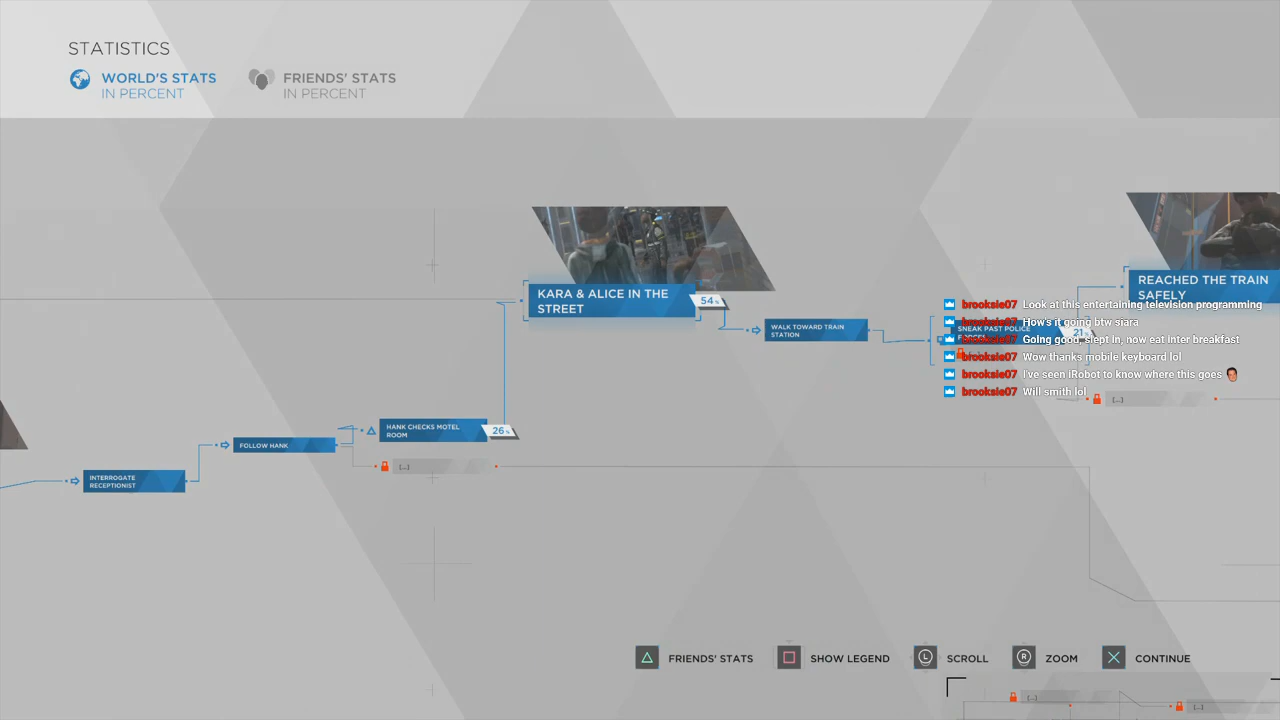 STATISTICS
WORLD'S STATS
IN PERCENT
FRIENDS' STATS
IN PERCENT
KARA & ALICE IN THE
STREET
54%
WALK TOWARD TRAIN
STATION
REACHED THE TRAIN
SAFELY
SNEAK PAST POLICE
21
brooksie07 Look at this entertaining television programming
brooksie07 How's it going btw siara
brooksie07 Going good, slept in, now eat inter breakfast
brooksie07 Wow thanks mobile keyboard lol
brooksie07 I've seen iRobot to know where this goes
brooksie07 Will smith lol
[...]
HANK CHECKS MOTEL
ROOM
26%
FOLLOW HANK
[...]
INTERROGATE
RECEPTIONIST
FRIENDS' STATS
SHOW LEGEND
L
SCROLL
R
ZOOM
CONTINUE
[...]
[...]